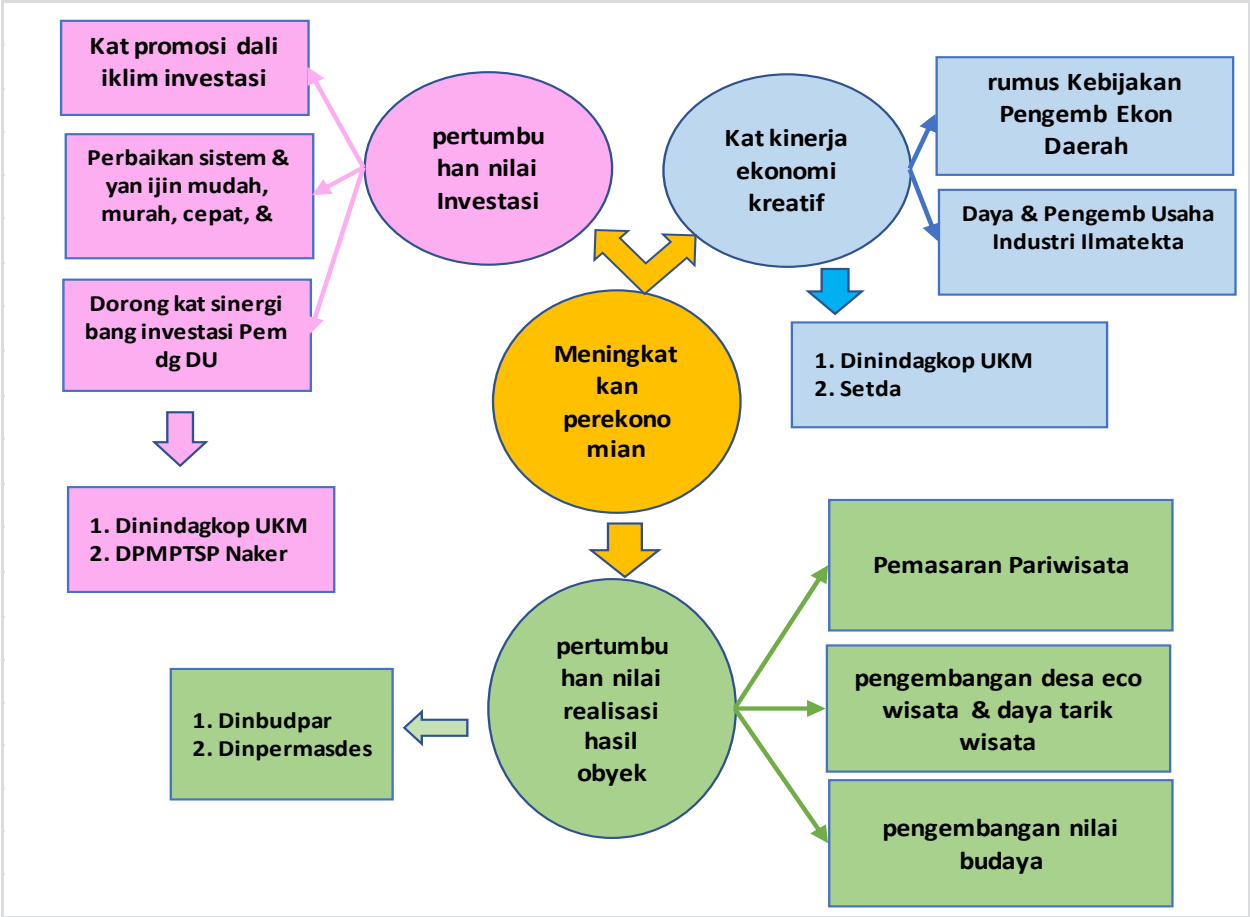 Kat promosi dali
iklim investasi
Perbaikan sistem &
yan ijin mudah,
murah, cepat, &
Dorong kat sinergi
bang investasi Pem
dg DU
1. Dinindagkop UKM
2. DPMPTSP Naker
pertumbu
han nilai
Investasi
Kat kinerja
ekonomi
kreatif
rumus Kebijakan
Pengemb Ekon
Daerah
Daya & Pengemb Usaha
Industri Ilmatekta
1. Dinindagkop UKM
2. Setda
Meningkat
kan
perekono
mian
pertumbu
han nilai
realisasi
hasil
obyek
1. Dinbudpar
2. Dinpermasdes
Pemasaran Pariwisata
pengembangan desa eco
wisata & daya tarik
wisata
pengembangan nilai
budaya